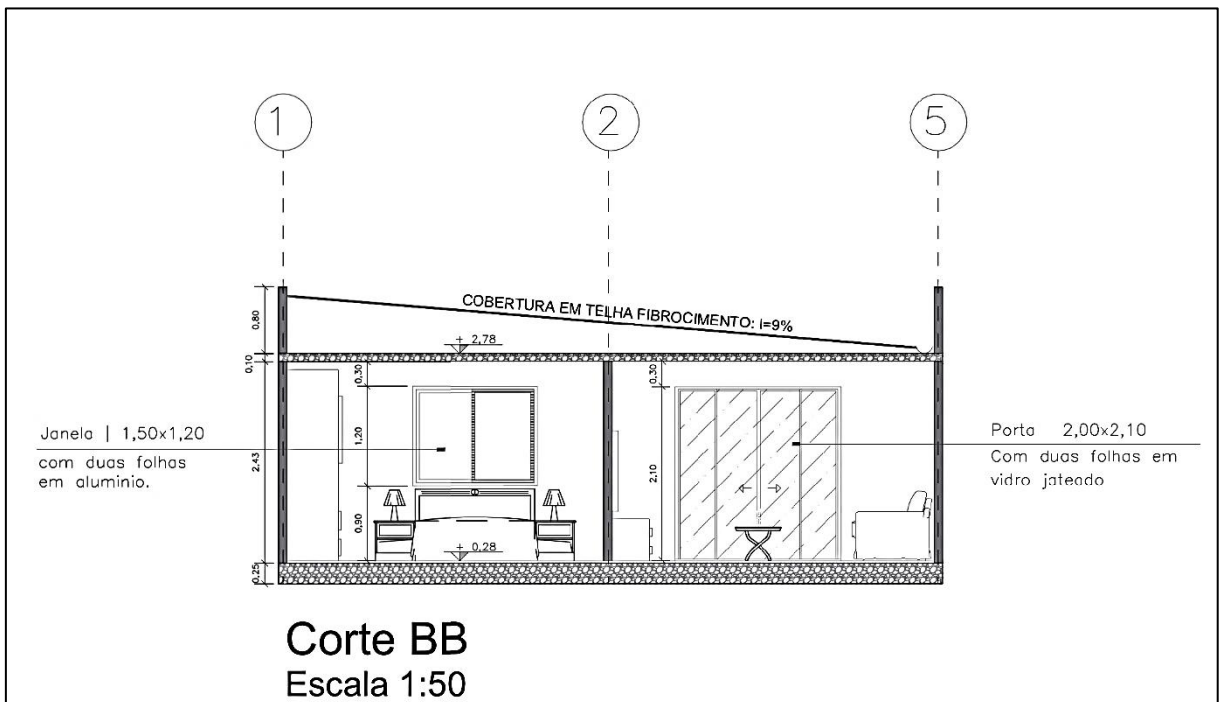 1
2
5
COBERTURA EM TELHA FIBROCIMENTO: i=9%
0,80
+ 2,78
0,10
0,30
0,30
Janela | 1,50x1,20
com duas folhas
em aluminio.
2,43
1,20
2,10
Porta 2,00x2,10
Com duas folhas em
vidro jateado
0,90
+ 0,28
0,25
Corte BB
Escala 1:50